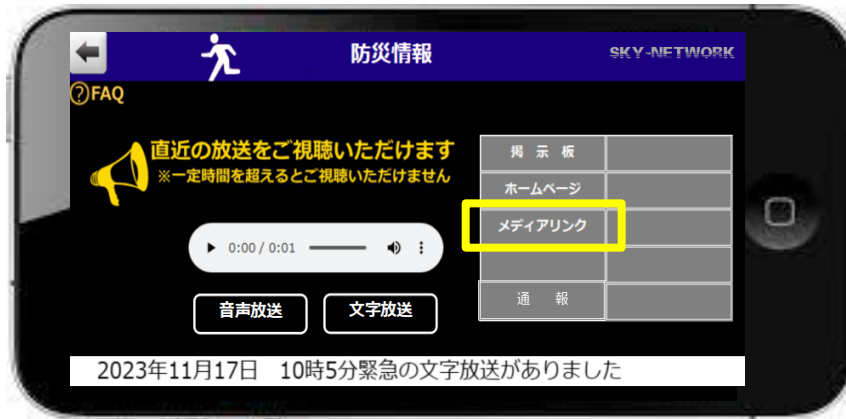 防災情報
SKY-NETWORK
?FAQ
直近の放送をご視聴いただけます
※一定時間を超えるとご視聴いただけません
掲 示 板
ホームページ
メディアリンク
通 報
0:00 / 0:01
音声放送
文字放送
2023年11月17日 10時5分緊急の文字放送がありました